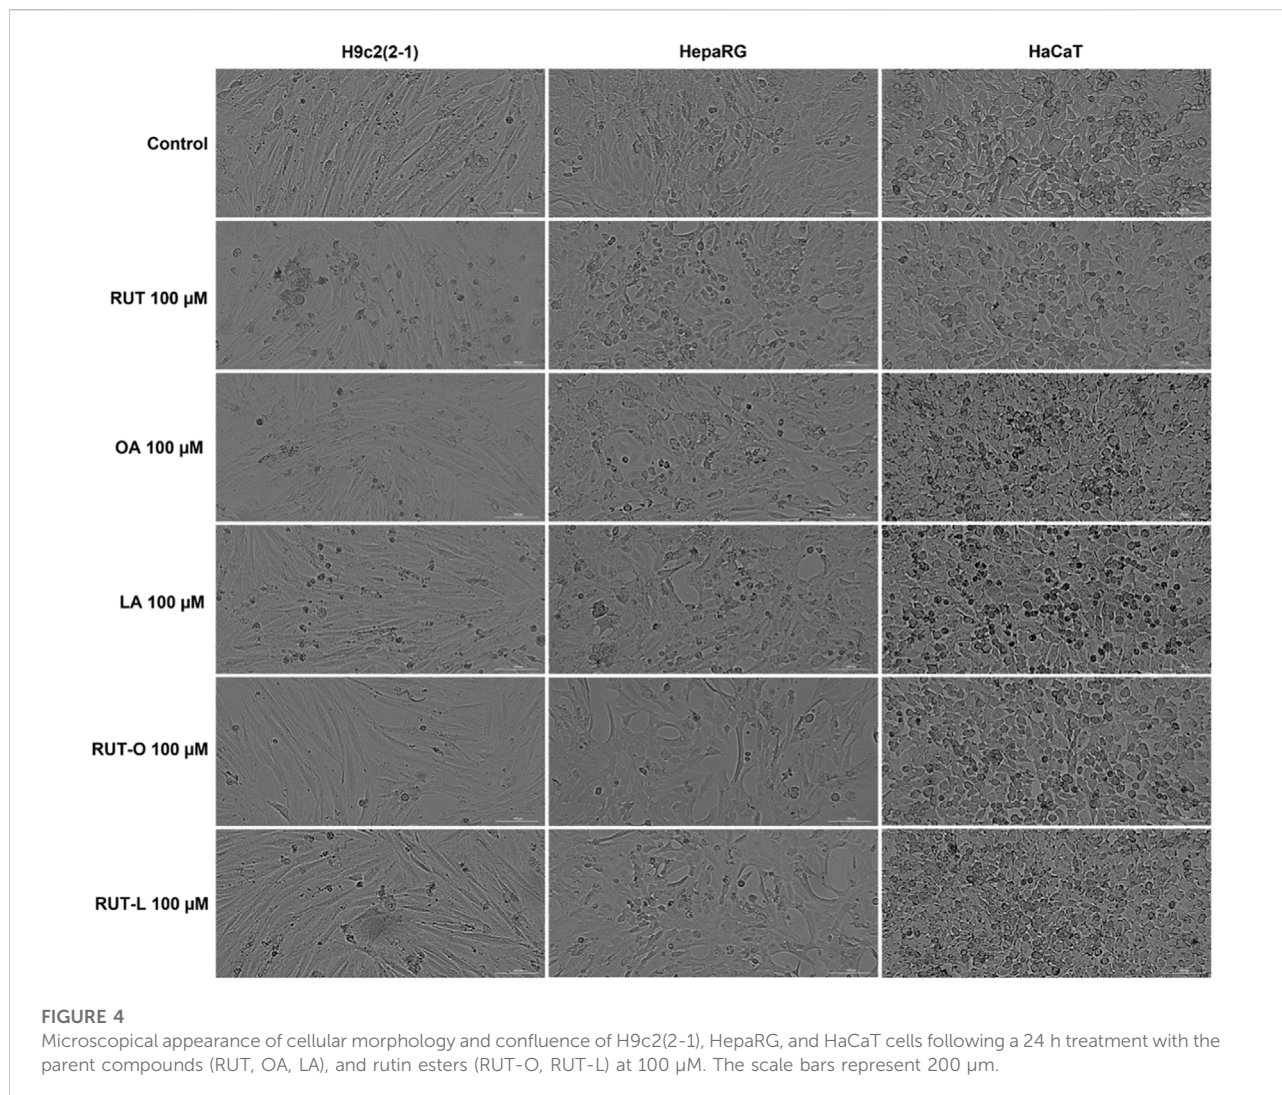 H9c2(2-1) HepaRG HaCaT
Control
RUT 100 µM
OA 100 µM
LA 100 µM
RUT-O 100 µM
RUT-L 100 µM
FIGURE 4
Microscopical appearance of cellular morphology and confluence of H9c2(2-1), HepaRG, and HaCaT cells following a 24 h treatment with the
parent compounds (RUT, OA, LA), and rutin esters (RUT-O, RUT-L) at 100 µM. The scale bars represent 200 µm.